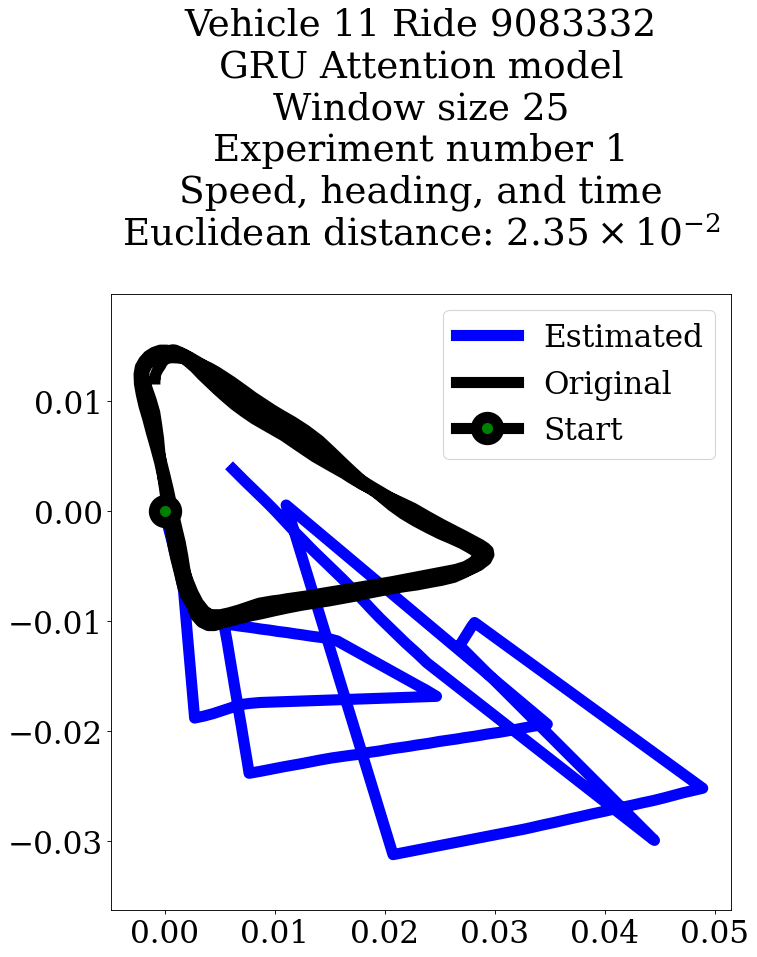 Vehicle 11 Ride 9083332
GRU Attention model
Window size 25
Experiment number 1
Speed, heading, and time
Euclidean distance: 2.35 × 10⁻²
Estimated
Original
Start
0.01
0.00
−0.01
−0.02
−0.03
0.00 0.01 0.02 0.03 0.04 0.05